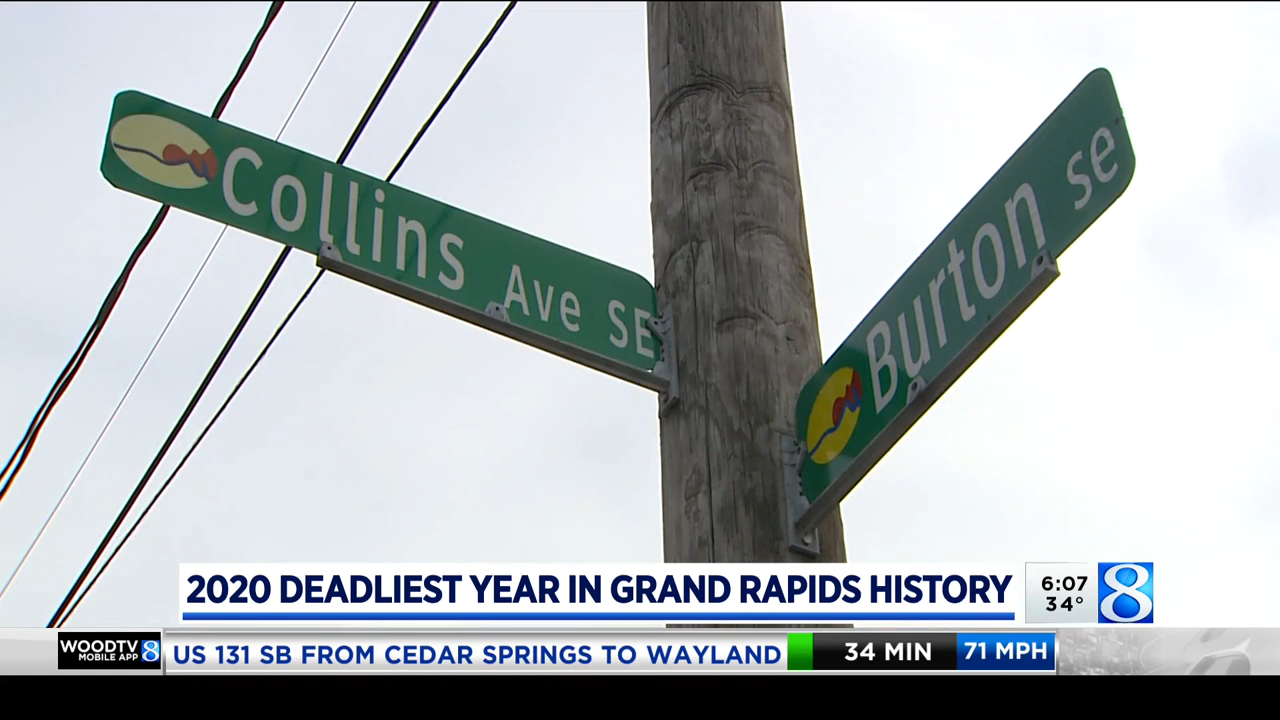 Collins Ave SE
Burton SE
2020 DEADLIEST YEAR IN GRAND RAPIDS HISTORY
6:07
34°
8
WOODTV
MOBILE APP 8
US 131 SB FROM CEDAR SPRINGS TO WAYLAND
34 MIN
71 MPH